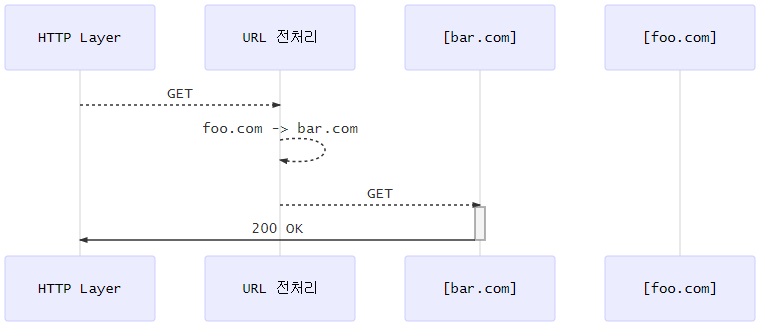 HTTP Layer
URL 전처리
[bar.com]
[foo.com]
GET
foo.com -> bar.com
GET
200 OK
HTTP Layer
URL 전처리
[bar.com]
[foo.com]